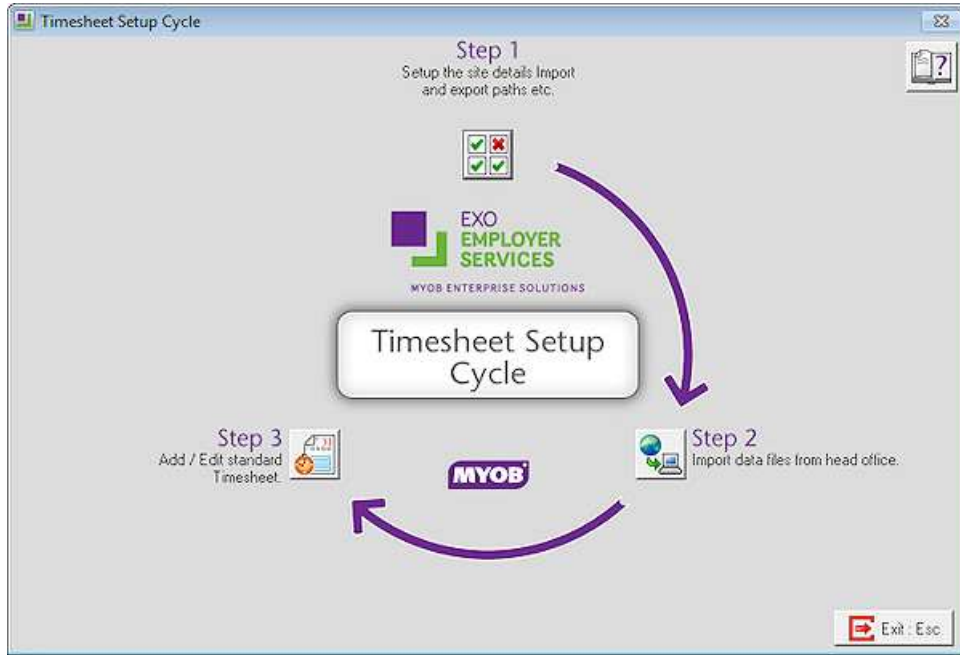 Timesheet Setup Cycle
Step 1
Setup the site details Import
and export paths etc.
?
EXO
EMPLOYER
SERVICES
MYOB ENTERPRISE SOLUTIONS
Timesheet Setup
Cycle
Step 3
Add / Edit standard
Timesheet.
MYOB
Step 2
Import data files from head office.
Exit : Esc